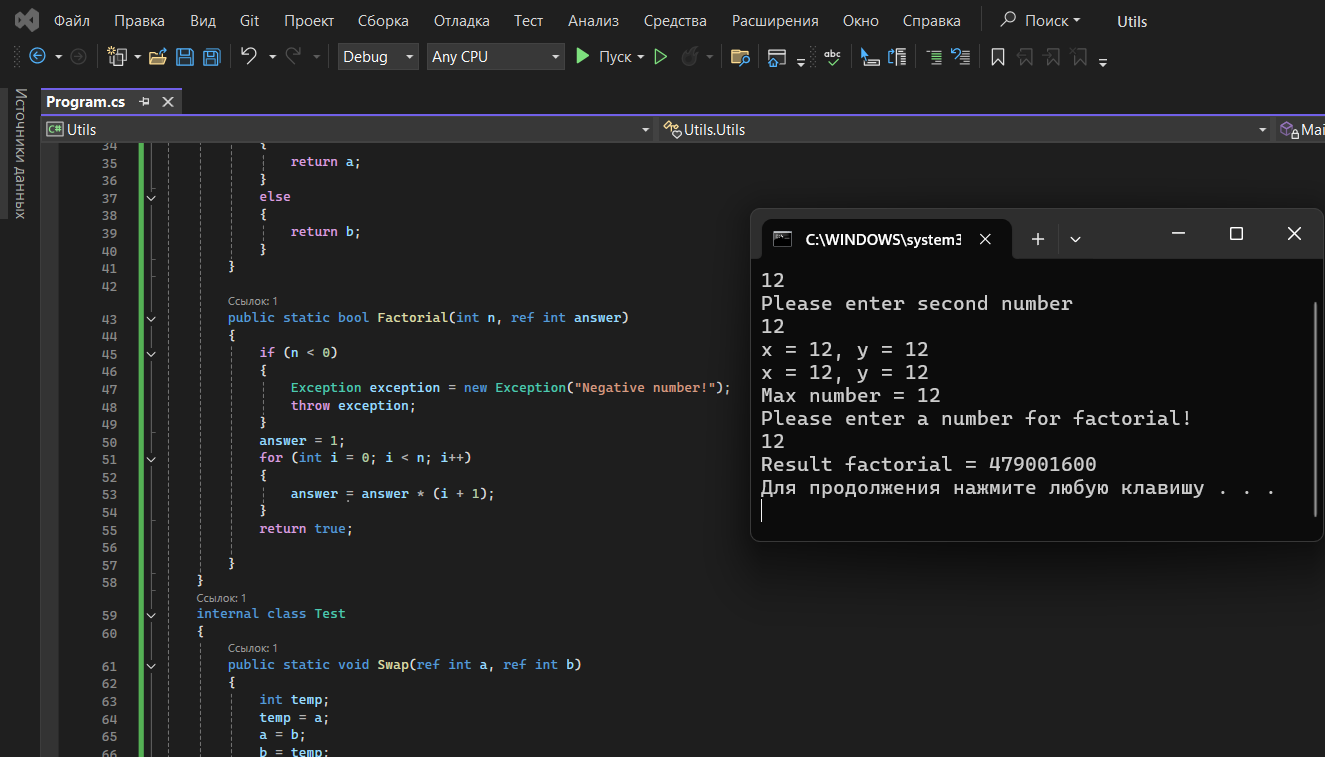 Файл Правка Вид Git Проект Сборка Отладка Тест Анализ Средства Расширения Окно Справка Поиск Utils
Debug Any CPU Пуск abc
Источники данных
Program.cs
C# Utils Utils.Utils Mai
34 {
35 return a;
36 }
37 else
38 {
39 return b;
40 }
41 }
42
Ссылок: 1
43 public static bool Factorial(int n, ref int answer)
44 {
45 if (n < 0)
46 {
47 Exception exception = new Exception("Negative number!");
48 throw exception;
49 }
50 answer = 1;
51 for (int i = 0; i < n; i++)
52 {
53 answer = answer * (i + 1);
54 }
55 return true;
56
57 }
58 }
Ссылок: 1
59 internal class Test
60 {
Ссылок: 1
61 public static void Swap(ref int a, ref int b)
62 {
63 int temp;
64 temp = a;
65 a = b;
66 b = temp;
C:\WINDOWS\system3
12
Please enter second number
12
x = 12, y = 12
x = 12, y = 12
Max number = 12
Please enter a number for factorial!
12
Result factorial = 479001600
Для продолжения нажмите любую клавишу . . .